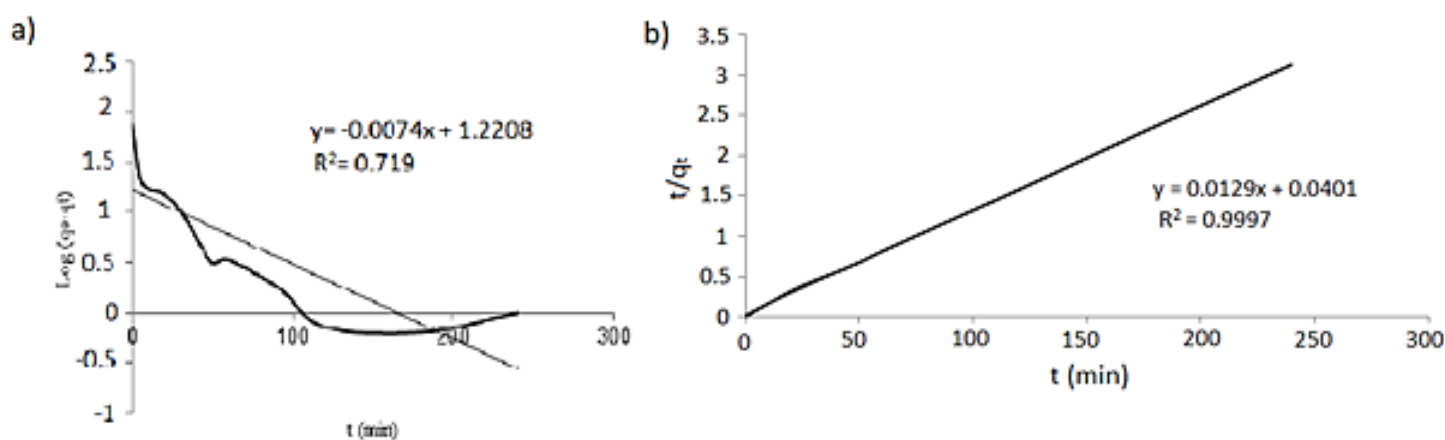 a)
2.5
2
1.5
1
0.5
0
-0.5
-1
Log (qe-qt)
y= -0.0074x + 1.2208
R²= 0.719
0 100 200 300
t (min)
b)
3.5
3
2.5
2
1.5
1
0.5
0
t/qt
y = 0.0129x + 0.0401
R² = 0.9997
0 50 100 150 200 250 300
t (min)